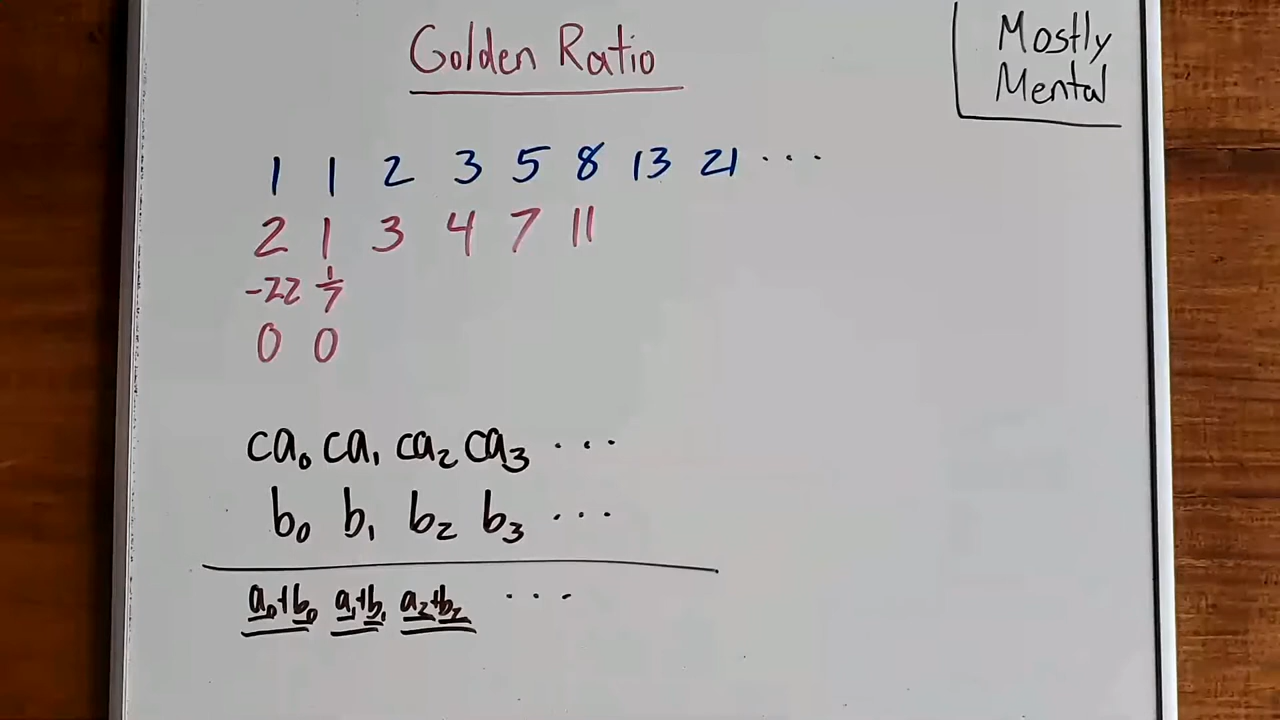 Golden Ratio
Mostly
Mental
1 1 2 3 5 8 13 21 ...
2 1 3 4 7 11
-22 1/7
0 0
ca₀ ca₁ ca₂ ca₃ ...
b₀ b₁ b₂ b₃ ...
a₀+b₀ a₁+b₁ a₂+b₂ ...